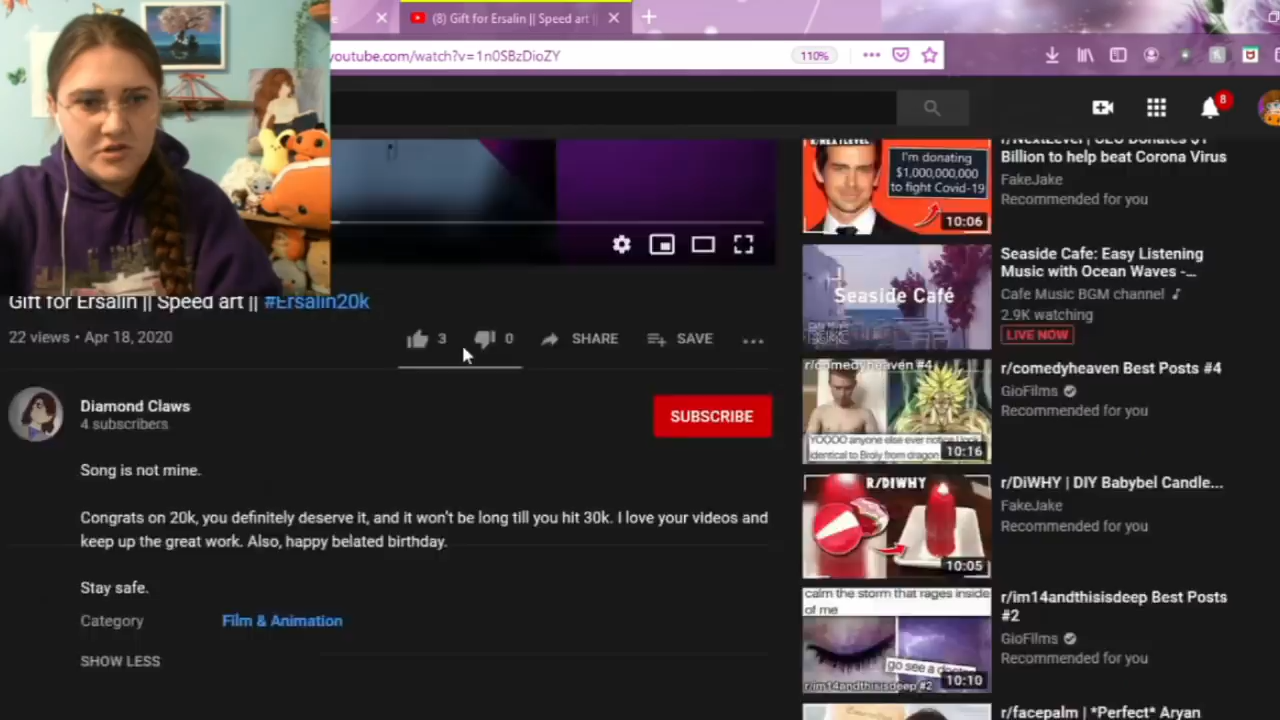 (8) Gift for Ersalin || Speed art ||
youtube.com/watch?v=1n0SBzDioZY
110%
8
I'm donating
$1,000,000,000
to fight Covid-19
10:06
Billion to help beat Corona Virus
FakeJake
Recommended for you
Seaside Café
Seaside Cafe: Easy Listening
Music with Ocean Waves -...
Cafe Music BGM channel
2.9K watching
LIVE NOW
Gift for Ersalin || Speed art || #Ersalin20k
22 views • Apr 18, 2020
3
0
SHARE
SAVE
r/comedyheaven #4
10:16
r/comedyheaven Best Posts #4
GioFilms
Recommended for you
Diamond Claws
4 subscribers
SUBSCRIBE
Song is not mine.
Congrats on 20k, you definitely deserve it, and it won't be long till you hit 30k. I love your videos and
keep up the great work. Also, happy belated birthday.
Stay safe.
Category
Film & Animation
SHOW LESS
R/DIWHY
10:05
r/DiWHY | DIY Babybel Candle...
FakeJake
Recommended for you
calm the storm that rages inside
of me
go see a
r/im14andthisisdeep #2
10:10
r/im14andthisisdeep Best Posts
#2
GioFilms
Recommended for you
r/facepalm | *Perfect* Aryan